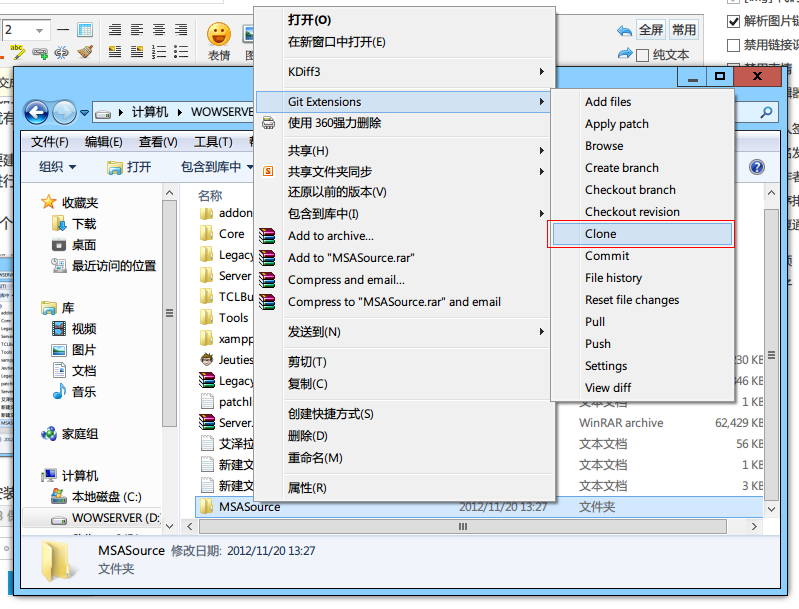 2
全屏
常用
表情
纯文本
解析图片链
禁用链接识
计算机
WOWSERVE
文件(F)
编辑(E)
查看(V)
工具(T)
组织
打开
包含到库中
收藏夹
下载
桌面
最近访问的位置
库
视频
图片
文档
音乐
家庭组
计算机
本地磁盘 (C:)
WOWSERVER (D:
名称
addon
Core
Legacy
Server
TCLBu
Tools
xampp
Jeuties
Legacy
patchl
Server.
艾泽拉
新建文
新建文
MSASource
2012/11/20 13:27
文件夹
30 KB
46 KB
文本文档
1 KB
WinRAR archive
62,429 KB
文本文档
56 KB
文本文档
1 KB
文本文档
3 KB
打开(O)
在新窗口中打开(E)
KDiff3
Git Extensions
使用 360强力删除
共享(H)
共享文件夹同步
还原以前的版本(V)
包含到库中(I)
Add to archive...
Add to "MSASource.rar"
Compress and email...
Compress to "MSASource.rar" and email
发送到(N)
剪切(T)
复制(C)
创建快捷方式(S)
删除(D)
重命名(M)
属性(R)
Add files
Apply patch
Browse
Create branch
Checkout branch
Checkout revision
Clone
Commit
File history
Reset file changes
Pull
Push
Settings
View diff
MSASource
修改日期: 2012/11/20 13:27
文件夹